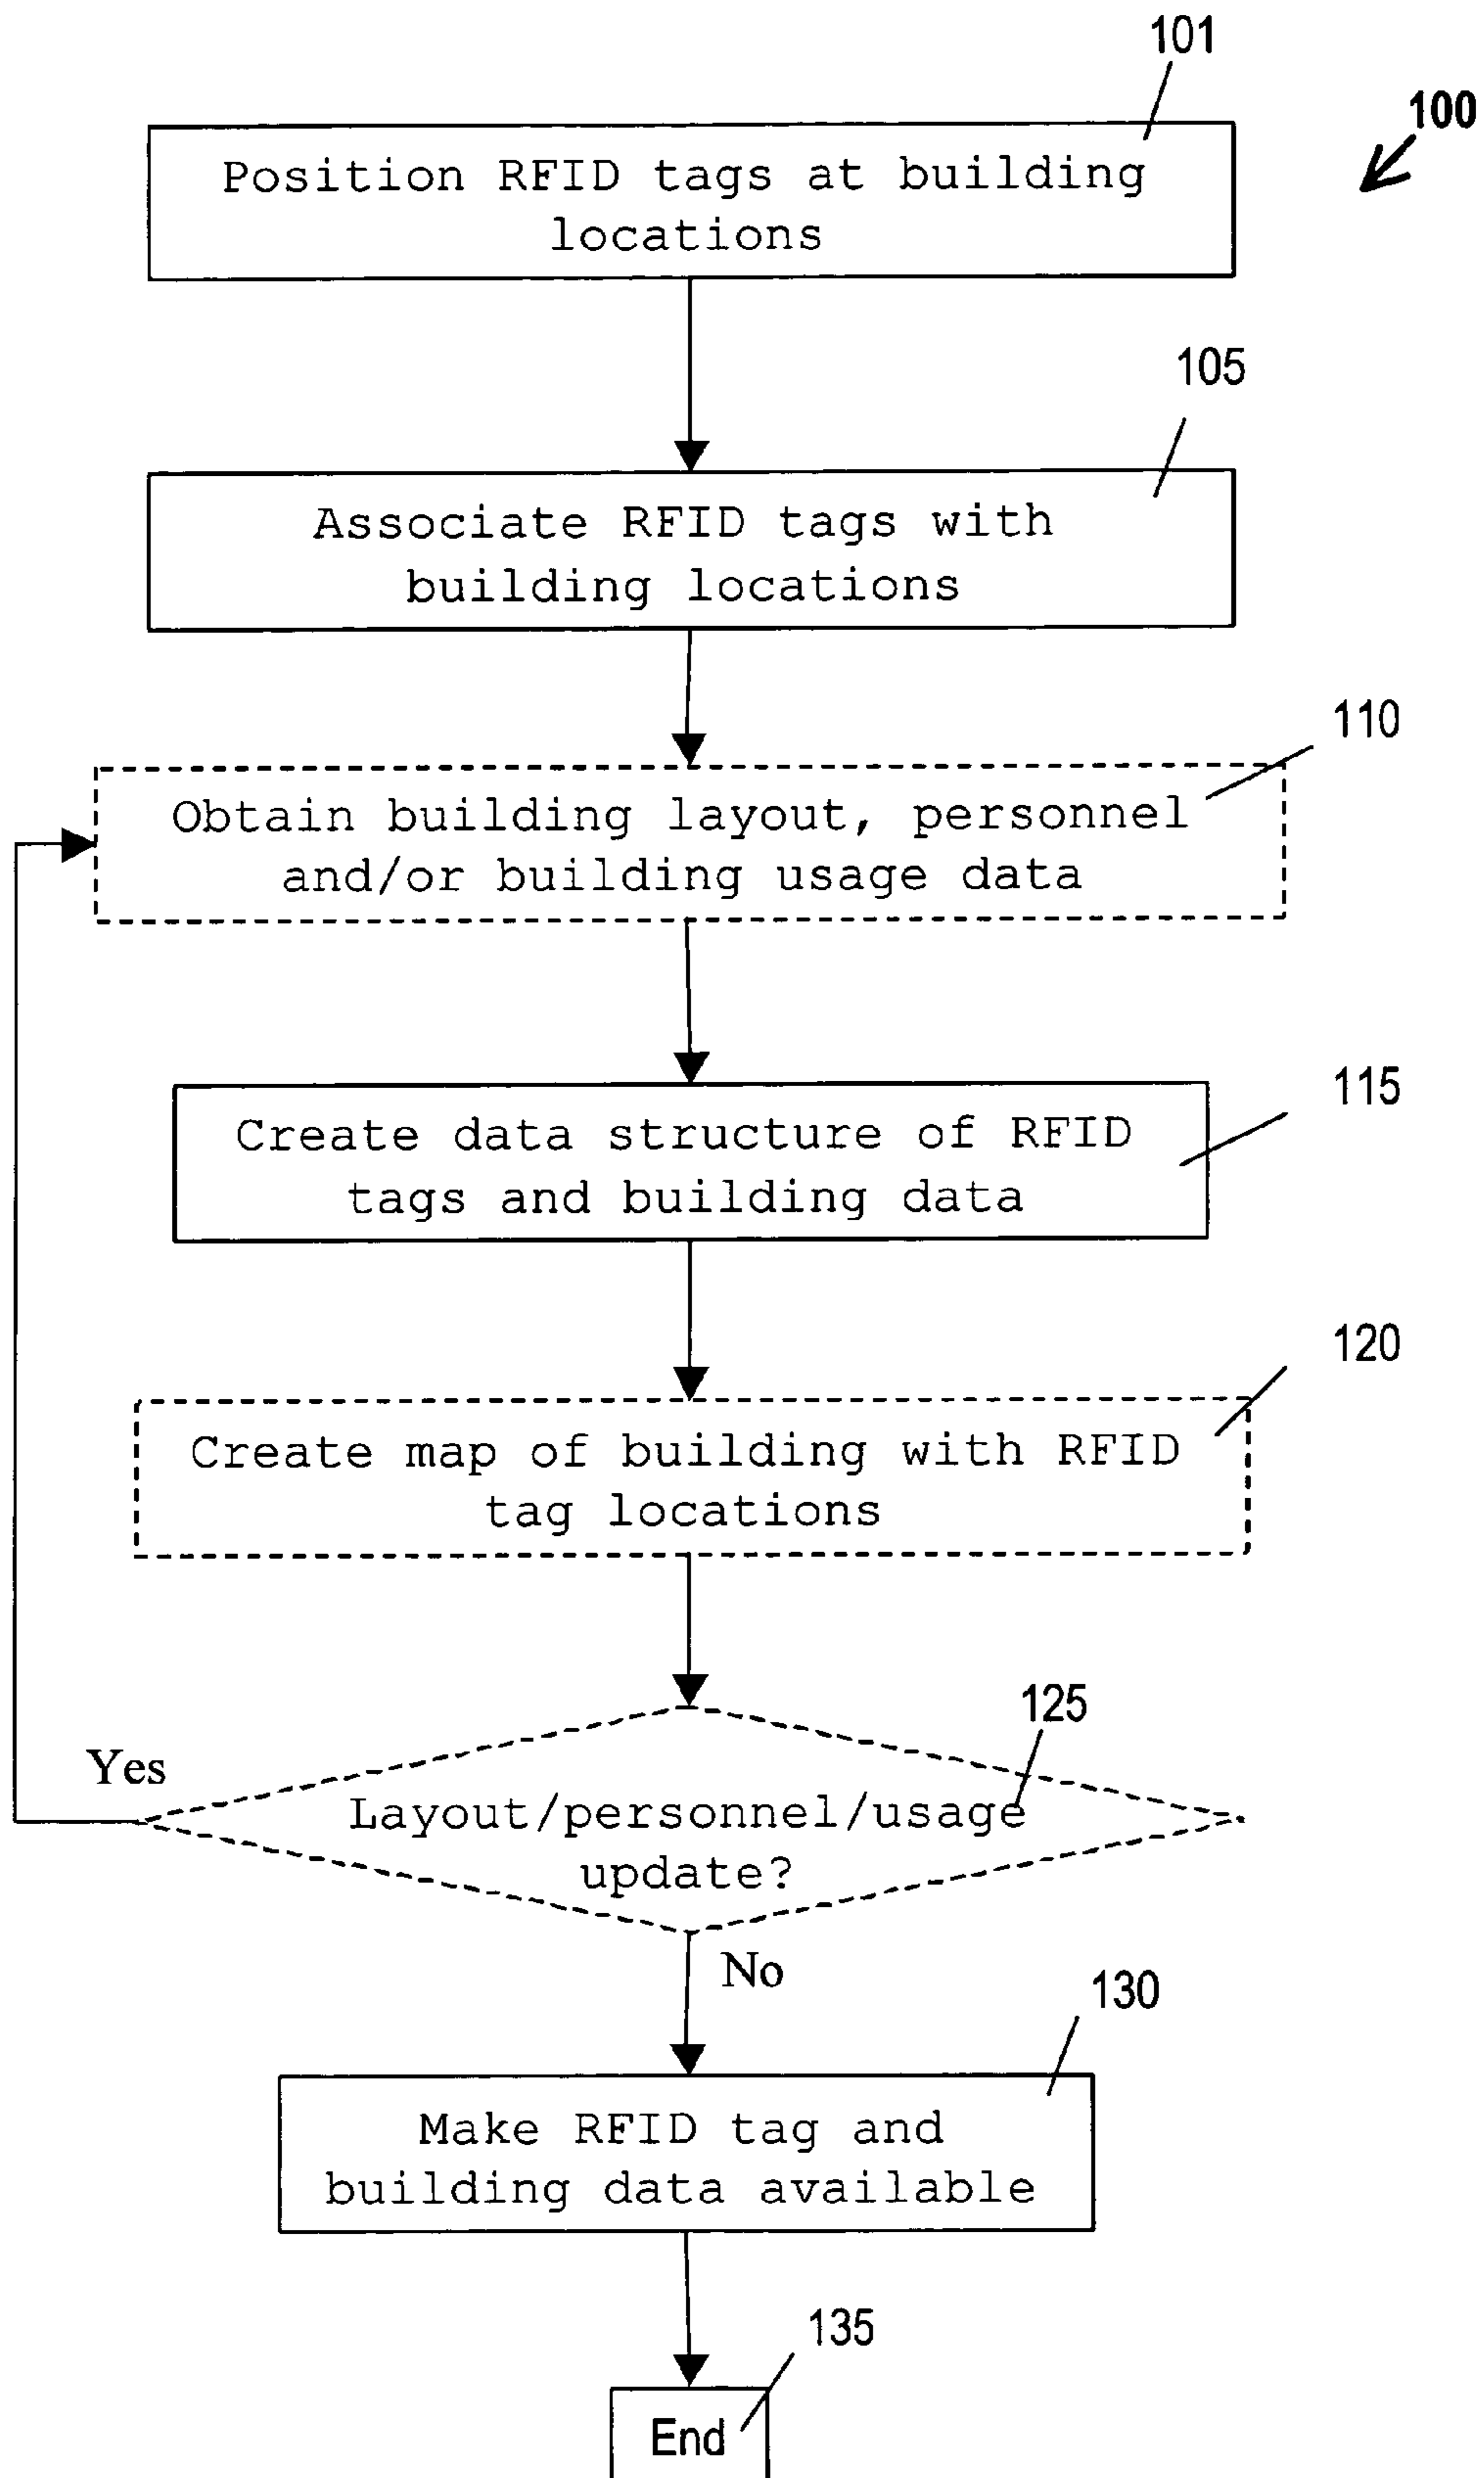 101
100
Position RFID tags at building
locations
105
Associate RFID tags with
building locations
110
Obtain building layout, personnel
and/or building usage data
115
Create data structure of RFID
tags and building data
120
Create map of building with RFID
tag locations
125
Yes
Layout/personnel/usage
update?
No
130
Make RFID tag and
building data available
135
End